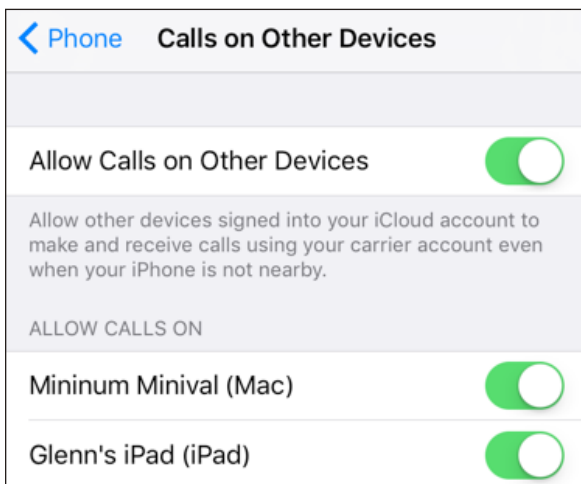 Phone Calls on Other Devices
Allow Calls on Other Devices
Allow other devices signed into your iCloud account to
make and receive calls using your carrier account even
when your iPhone is not nearby.
ALLOW CALLS ON
Mininum Minival (Mac)
Glenn's iPad (iPad)